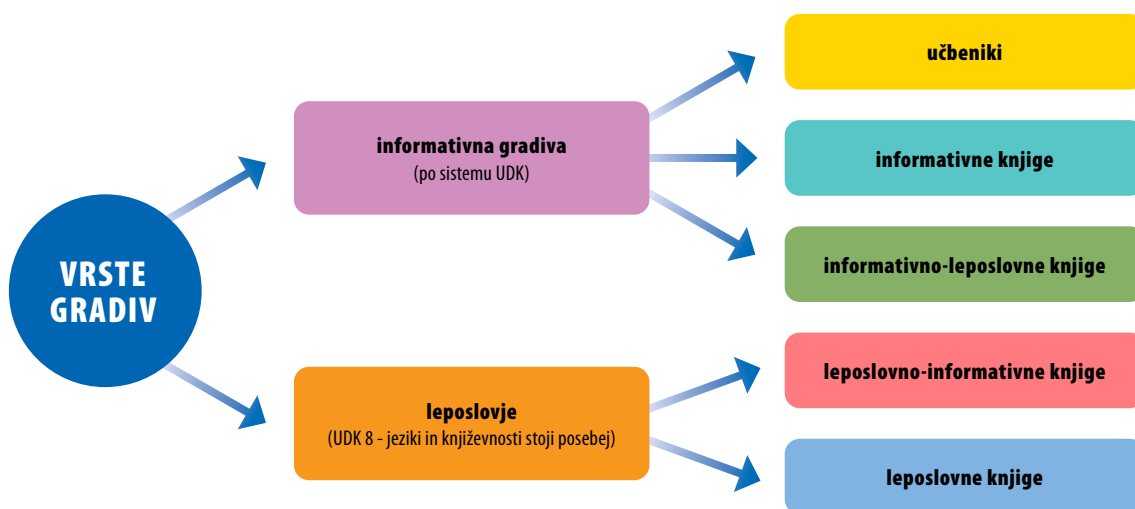 VRSTE
GRADIV
informativna gradiva
(po sistemu UDK)
leposlovje
(UDK 8 - jeziki in književnosti stoji posebej)
učbeniki
informativne knjige
informativno-leposlovne knjige
leposlovno-informativne knjige
leposlovne knjige